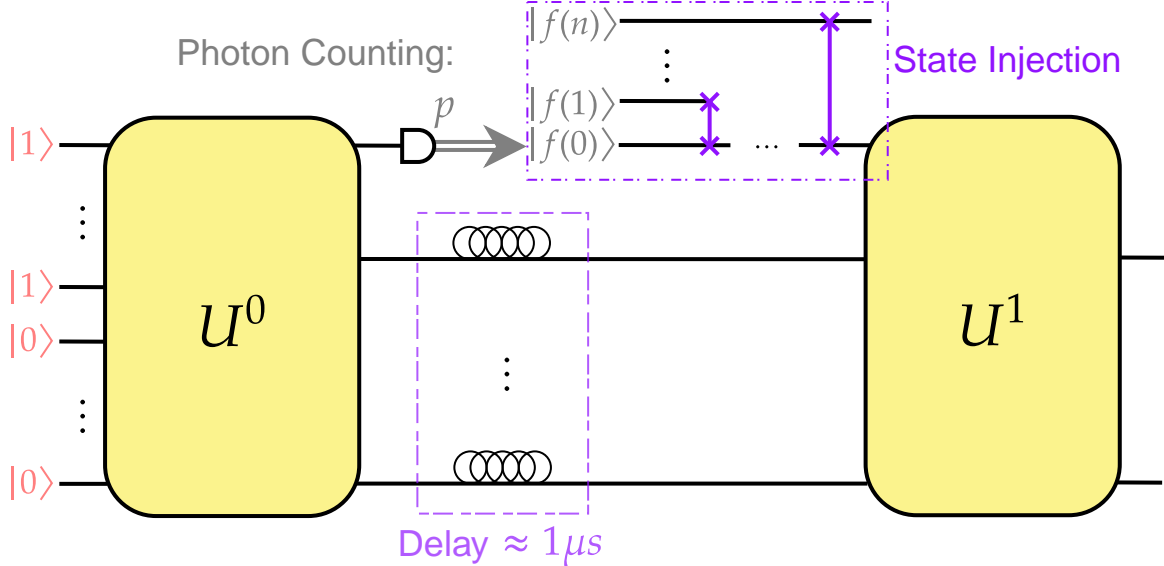 |f(n)⟩
Photon Counting:
State Injection
⋮
p
|f(1)⟩
|1⟩
|f(0)⟩
...
⋮
|1⟩
U⁰
U¹
|0⟩
⋮
⋮
|0⟩
Delay ≈ 1μs